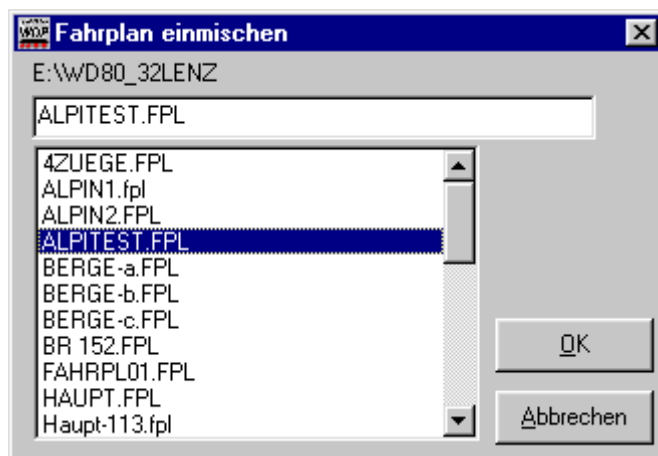 Fahrplan einmischen
E:\WD80_32LENZ
ALPITEST.FPL
4ZUEGE.FPL
ALPIN1.fpl
ALPIN2.FPL
ALPITEST.FPL
BERGE-a.FPL
BERGE-b.FPL
BERGE-c.FPL
BR 152.FPL
FAHRPL01.FPL
HAUPT.FPL
Haupt-113.fpl
OK
Abbrechen